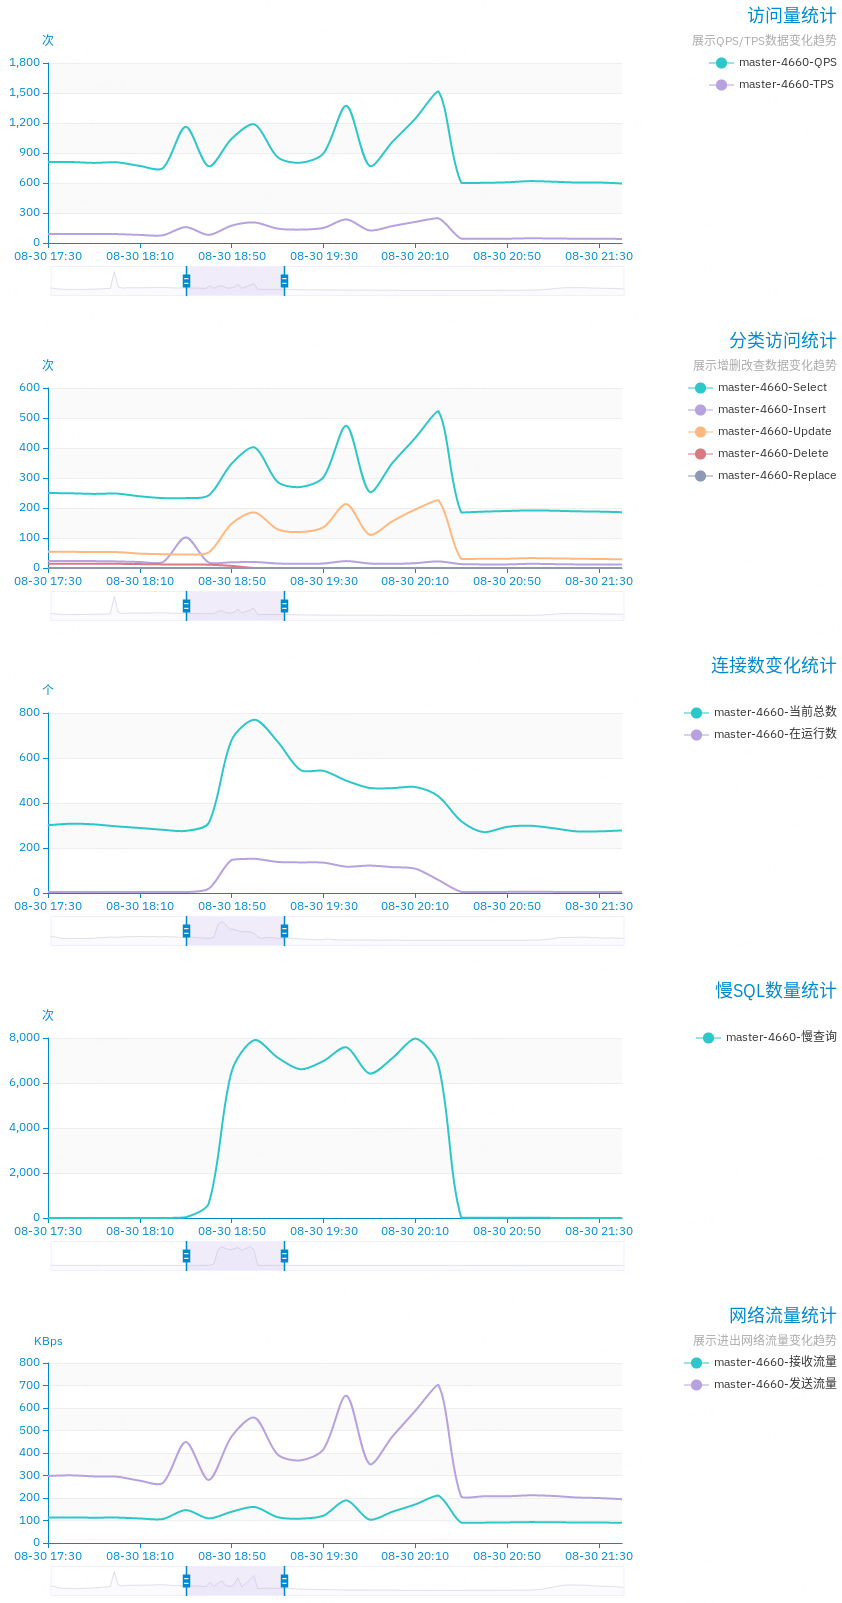 访问量统计
次
展示QPS/TPS数据变化趋势
master-4660-QPS
master-4660-TPS
1,800
1,500
1,200
900
600
300
0
08-30 17:30
08-30 18:10
08-30 18:50
08-30 19:30
08-30 20:10
08-30 20:50
08-30 21:30
分类访问统计
次
展示增删改查数据变化趋势
master-4660-Select
master-4660-Insert
master-4660-Update
master-4660-Delete
master-4660-Replace
600
500
400
300
200
100
0
08-30 17:30
08-30 18:10
08-30 18:50
08-30 19:30
08-30 20:10
08-30 20:50
08-30 21:30
连接数变化统计
个
master-4660-当前总数
master-4660-在运行数
800
600
400
200
0
08-30 17:30
08-30 18:10
08-30 18:50
08-30 19:30
08-30 20:10
08-30 20:50
08-30 21:30
慢SQL数量统计
次
master-4660-慢查询
8,000
6,000
4,000
2,000
0
08-30 17:30
08-30 18:10
08-30 18:50
08-30 19:30
08-30 20:10
08-30 20:50
08-30 21:30
网络流量统计
KBps
展示进出网络流量变化趋势
master-4660-接收流量
master-4660-发送流量
800
700
600
500
400
300
200
100
0
08-30 17:30
08-30 18:10
08-30 18:50
08-30 19:30
08-30 20:10
08-30 20:50
08-30 21:30